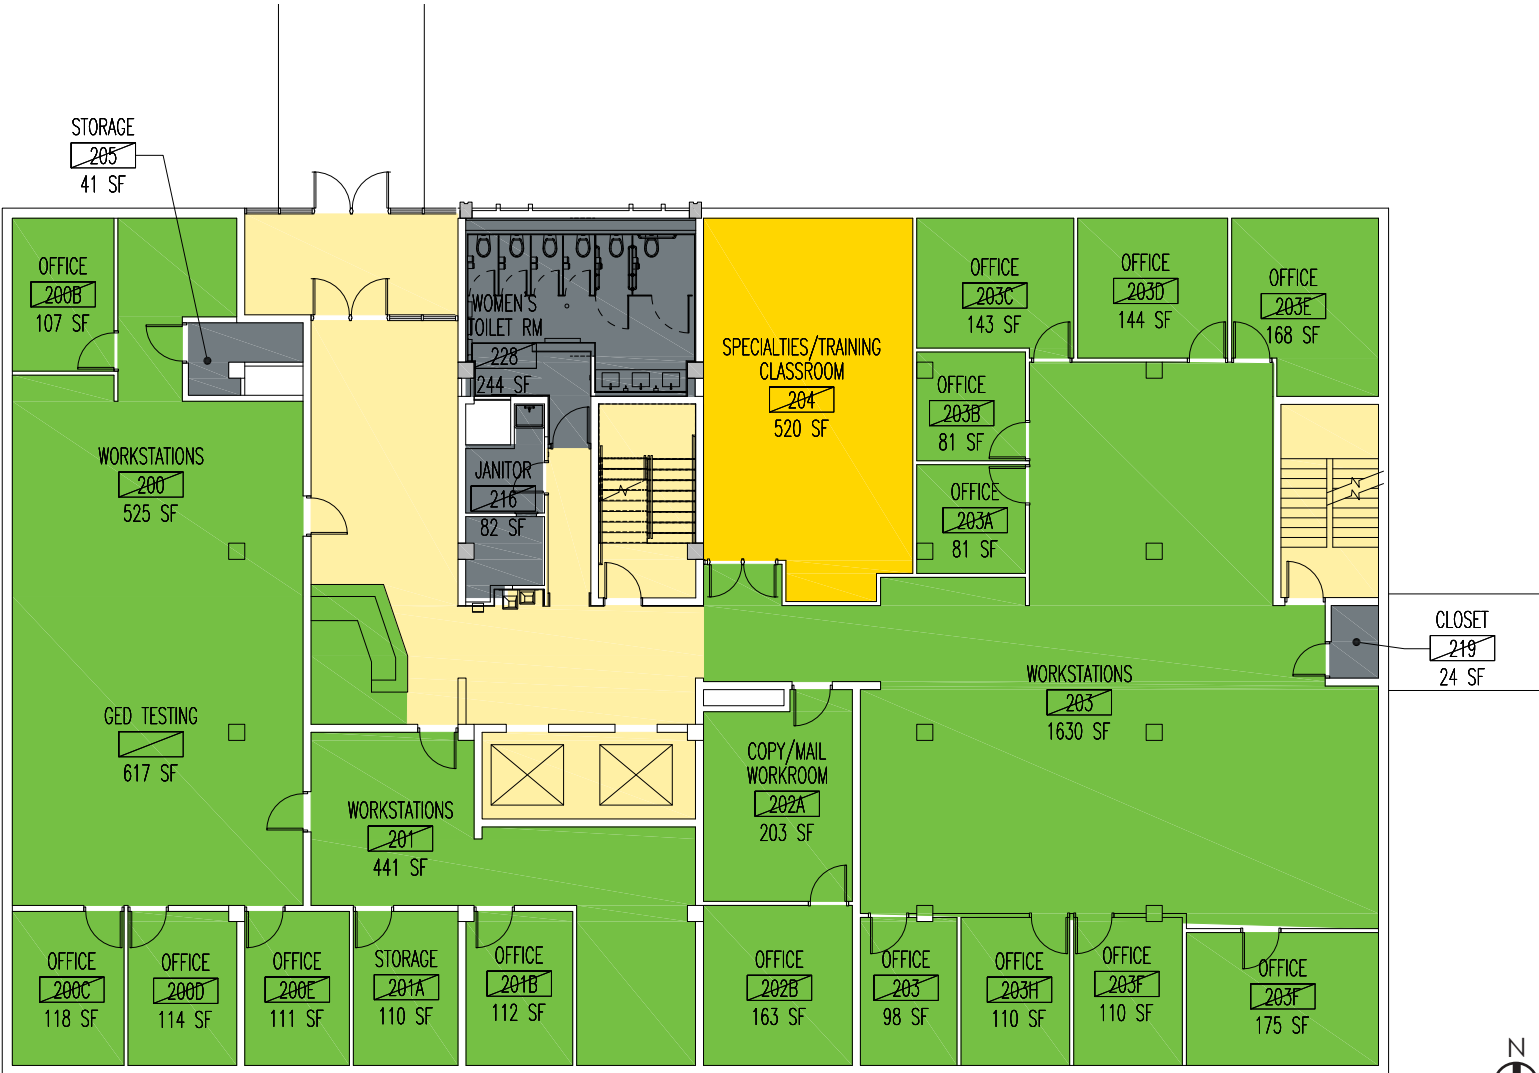 STORAGE
205
41 SF
OFFICE
200B
107 SF
WOMEN'S
TOILET RM
228
244 SF
SPECIALTIES/TRAINING
CLASSROOM
204
520 SF
OFFICE
203C
143 SF
OFFICE
203D
144 SF
OFFICE
203E
168 SF
OFFICE
203B
81 SF
OFFICE
203A
81 SF
WORKSTATIONS
200
525 SF
JANITOR
216
82 SF
CLOSET
219
24 SF
GED TESTING
617 SF
WORKSTATIONS
203
1630 SF
COPY/MAIL
WORKROOM
202A
203 SF
WORKSTATIONS
201
441 SF
OFFICE
200C
118 SF
OFFICE
200D
114 SF
OFFICE
200E
111 SF
STORAGE
201A
110 SF
OFFICE
201B
112 SF
OFFICE
202B
163 SF
OFFICE
203
98 SF
OFFICE
203H
110 SF
OFFICE
203F
110 SF
OFFICE
203F
175 SF
N